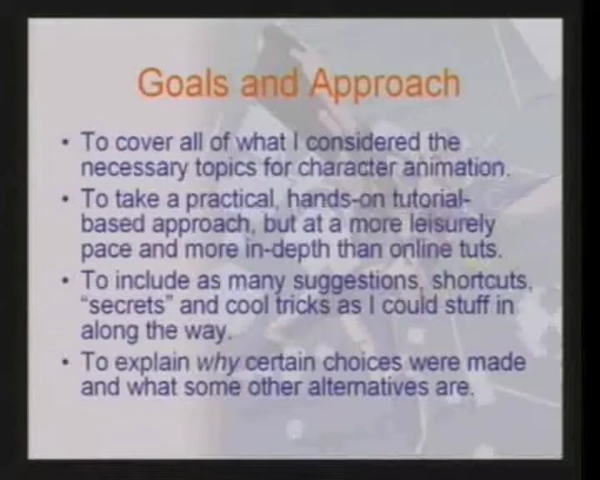 Goals and Approach
• To cover all of what I considered the
necessary topics for character animation.
• To take a practical, hands-on tutorial-
based approach, but at a more leisurely
pace and more in-depth than online tuts.
• To include as many suggestions, shortcuts,
“secrets” and cool tricks as I could stuff in
along the way.
• To explain why certain choices were made
and what some other alternatives are.